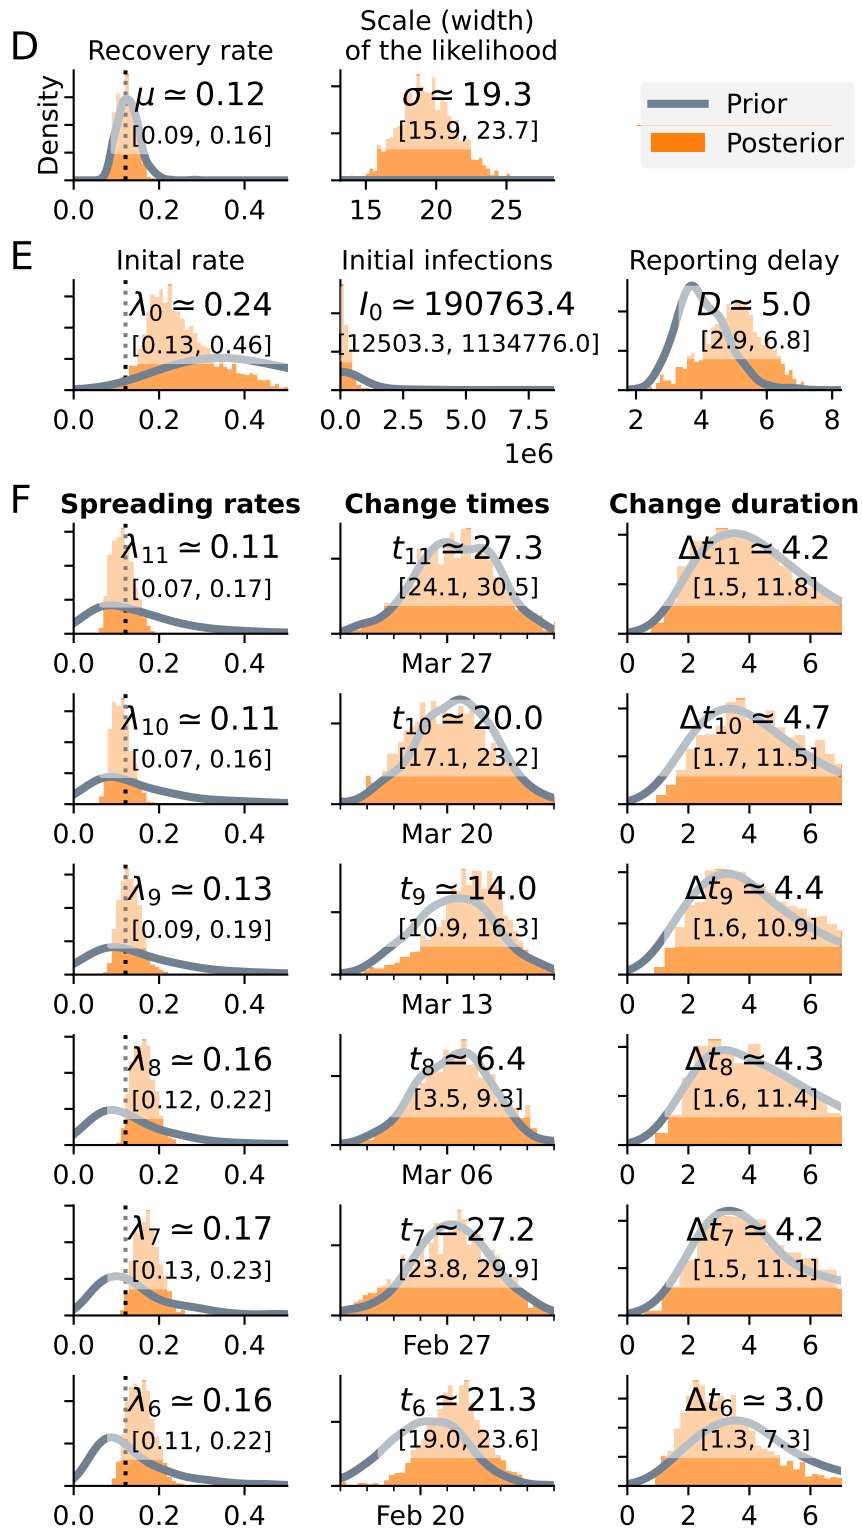 D
Recovery rate
Scale (width)
of the likelihood
Density
μ ≃ 0.12
[0.09, 0.16]
0.0 0.2 0.4
σ ≃ 19.3
[15.9, 23.7]
15 20 25
Prior
Posterior
E
Inital rate
λ0 ≃ 0.24
[0.13, 0.46]
0.0 0.2 0.4
Initial infections
I0 ≃ 190763.4
[12503.3, 1134776.0]
0.0 2.5 5.0 7.5
1e6
Reporting delay
D ≃ 5.0
[2.9, 6.8]
2 4 6 8
F
Spreading rates
Change times
Change duration
λ11 ≃ 0.11
[0.07, 0.17]
0.0 0.2 0.4
t11 ≃ 27.3
[24.1, 30.5]
Mar 27
Δt11 ≃ 4.2
[1.5, 11.8]
0 2 4 6
λ10 ≃ 0.11
[0.07, 0.16]
0.0 0.2 0.4
t10 ≃ 20.0
[17.1, 23.2]
Mar 20
Δt10 ≃ 4.7
[1.7, 11.5]
0 2 4 6
λ9 ≃ 0.13
[0.09, 0.19]
0.0 0.2 0.4
t9 ≃ 14.0
[10.9, 16.3]
Mar 13
Δt9 ≃ 4.4
[1.6, 10.9]
0 2 4 6
λ8 ≃ 0.16
[0.12, 0.22]
0.0 0.2 0.4
t8 ≃ 6.4
[3.5, 9.3]
Mar 06
Δt8 ≃ 4.3
[1.6, 11.4]
0 2 4 6
λ7 ≃ 0.17
[0.13, 0.23]
0.0 0.2 0.4
t7 ≃ 27.2
[23.8, 29.9]
Feb 27
Δt7 ≃ 4.2
[1.5, 11.1]
0 2 4 6
λ6 ≃ 0.16
[0.11, 0.22]
0.0 0.2 0.4
t6 ≃ 21.3
[19.0, 23.6]
Feb 20
Δt6 ≃ 3.0
[1.3, 7.3]
0 2 4 6